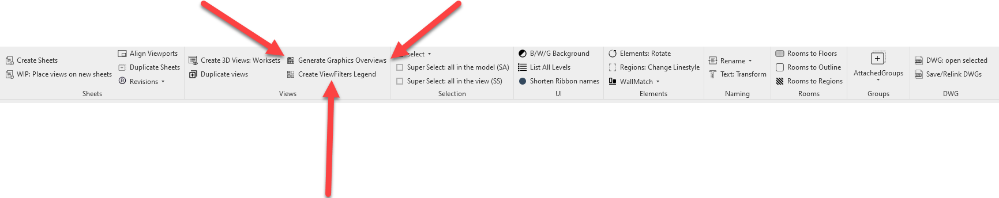 Create Sheets
WIP: Place views on new sheets
Align Viewports
Duplicate Sheets
Revisions
Sheets
Create 3D Views: Worksets
Duplicate views
Generate Graphics Overviews
Create ViewFilters Legend
Views
select
Super Select: all in the model (SA)
Super Select: all in the view (SS)
Selection
B/W/G Background
List All Levels
Shorten Ribbon names
UI
Elements: Rotate
Regions: Change Linestyle
WallMatch
Elements
Rename
Text: Transform
Naming
Rooms to Floors
Rooms to Outline
Rooms to Regions
Rooms
AttachedGroups
Groups
DWG: open selected
Save/Relink DWGs
DWG